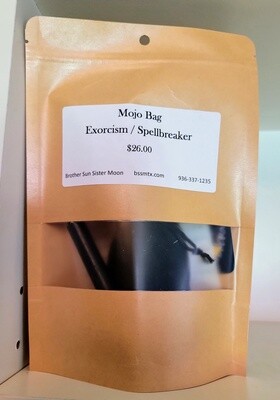 Mojo Bag
Exorcism / Spellbreaker
$26.00
Brother Sun Sister Moon bssmtx.com 936-337-1235